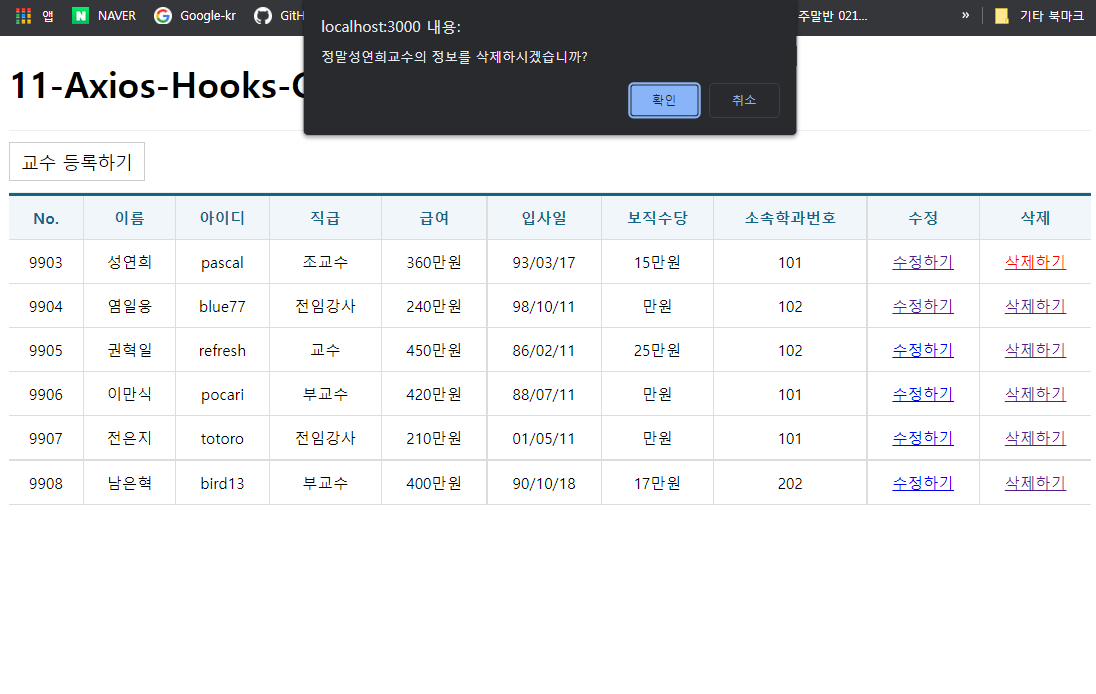 앱 NAVER Google-kr GitH 주말반 021... » 기타 북마크
localhost:3000 내용:
정말성연희교수의 정보를 삭제하시겠습니까?
확인 취소
11-Axios-Hooks-C
교수 등록하기
No. 이름 아이디 직급 급여 입사일 보직수당 소속학과번호 수정 삭제
9903 성연희 pascal 조교수 360만원 93/03/17 15만원 101 수정하기 삭제하기
9904 염일웅 blue77 전임강사 240만원 98/10/11 만원 102 수정하기 삭제하기
9905 권혁일 refresh 교수 450만원 86/02/11 25만원 102 수정하기 삭제하기
9906 이만식 pocari 부교수 420만원 88/07/11 만원 101 수정하기 삭제하기
9907 전은지 totoro 전임강사 210만원 01/05/11 만원 101 수정하기 삭제하기
9908 남은혁 bird13 부교수 400만원 90/10/18 17만원 202 수정하기 삭제하기